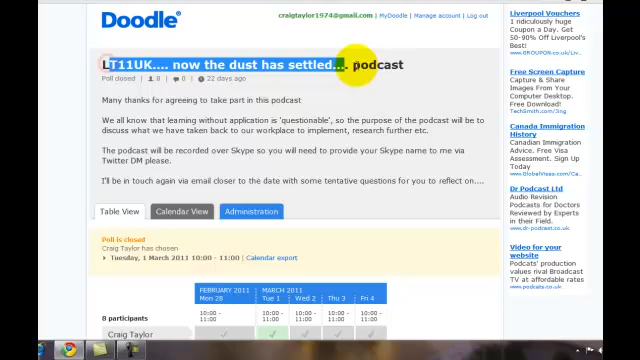 Doodle
craigtaylor1974@gmail.com | MyDoodle | Manage account | Log out
LT11UK.... now the dust has settled.... podcast
Poll closed | 8 | 0 | 22 days ago
Many thanks for agreeing to take part in this podcast
We all know that learning without application is 'questionable', so the purpose of the podcast will be to
discuss what we have taken back to our workplace to implement, research further etc.
The podcast will be recorded over Skype so you will need to provide your Skype name to me via
Twitter DM please.
I'll be in touch again via email closer to the date with some tentative questions for you to reflect on....
Table View
Calendar View
Administration
Poll is closed
Craig Taylor has chosen
Tuesday, 1 March 2011 10:00 - 11:00 | Calendar export
FEBRUARY 2011
MARCH 2011
Mon 28
Tue 1
Wed 2
Thu 3
Fri 4
8 participants
10:00 -
11:00
10:00 -
11:00
10:00 -
11:00
10:00 -
11:00
10:00 -
11:00
Craig Taylor
Liverpool Vouchers
1 ridiculously huge
Coupon a Day. Get
50-90% Off Liverpool's
Best!
www.GROUPON.co.uk/Liver...
Free Screen Capture
Capture & Share
Images From Your
Computer Desktop.
Free Download!
TechSmith.com/Jing
Canada Immigration
History
Canadian Immigration
Advice. Free Visa
Assessment. Sign Up
Today
www.GlobalVisas.com/Can...
Dr Podcast Ltd
Audio Revision
Podcasts for Doctors
Reviewed by Experts
in their Field
www.dr-podcast.co.uk
Video for your
website
Podcats' production
values rival Broadcast
TV at affordable rates
www.podcats.co.uk